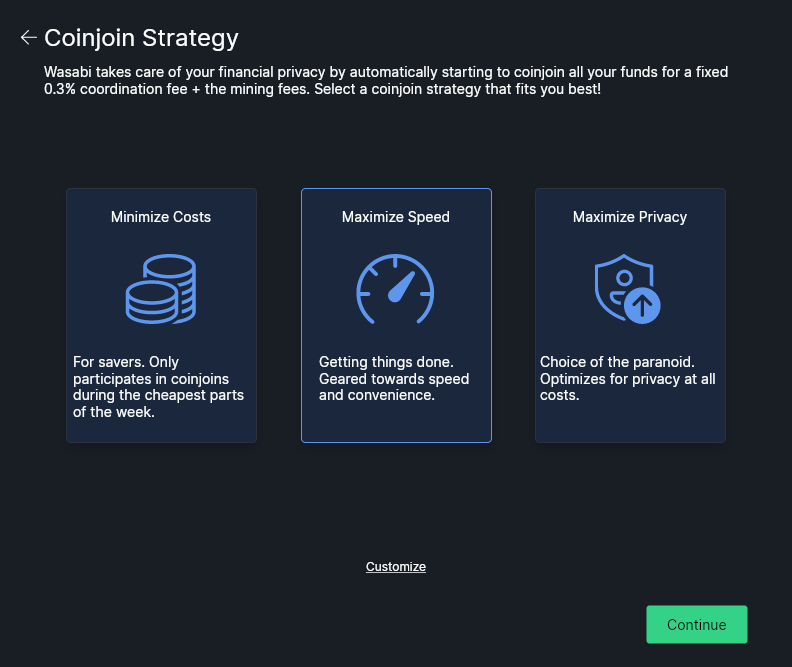 Coinjoin Strategy
Wasabi takes care of your financial privacy by automatically starting to coinjoin all your funds for a fixed
0.3% coordination fee + the mining fees. Select a coinjoin strategy that fits you best!
Minimize Costs
For savers. Only
participates in coinjoins
during the cheapest parts
of the week.
Maximize Speed
Getting things done.
Geared towards speed
and convenience.
Maximize Privacy
Choice of the paranoid.
Optimizes for privacy at all
costs.
Customize
Continue